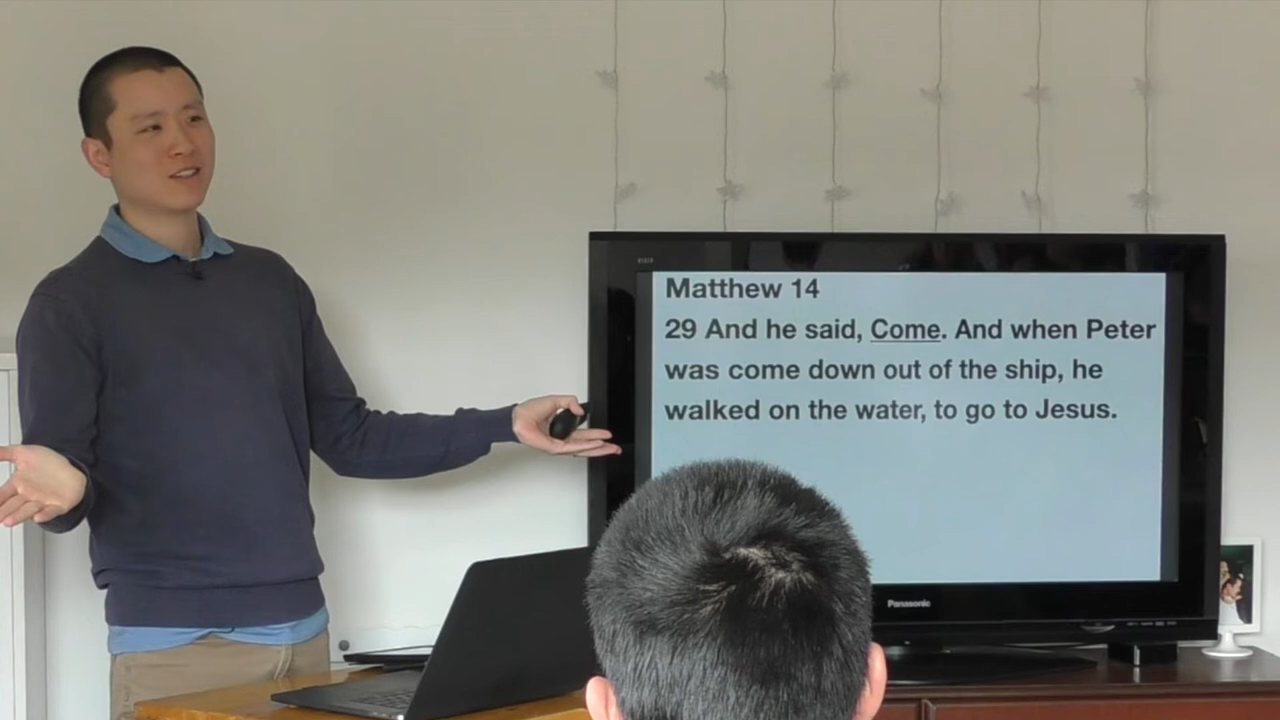 VIERA
Matthew 14
29 And he said, Come. And when Peter
was come down out of the ship, he
walked on the water, to go to Jesus.
Panasonic